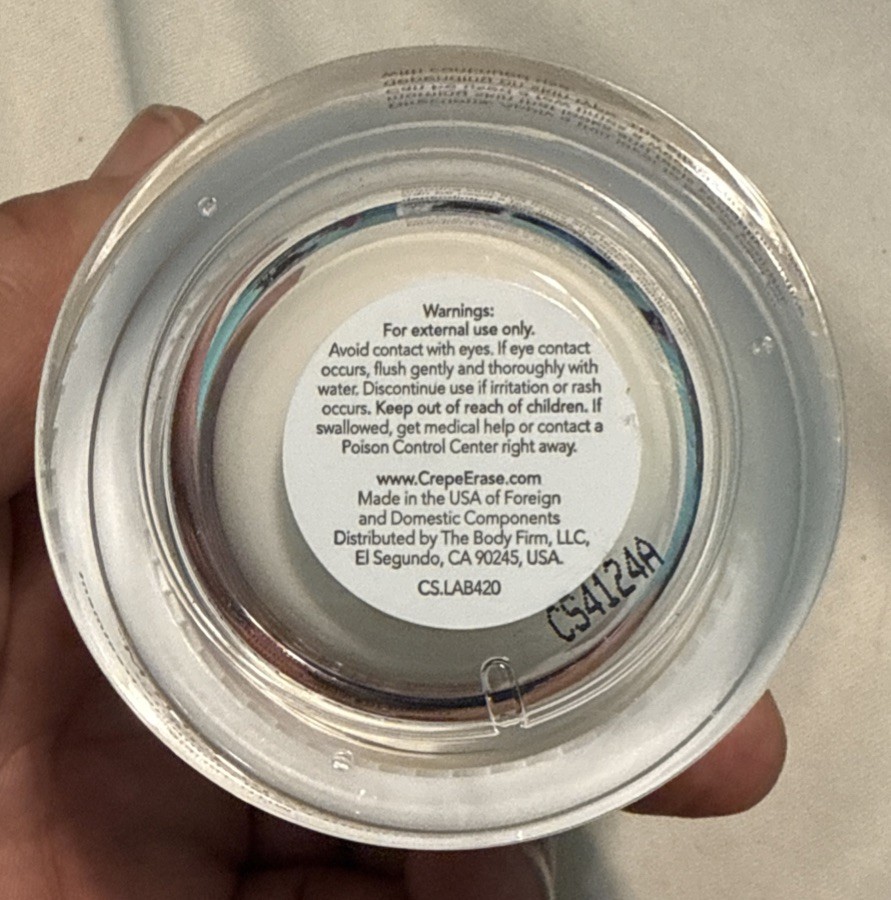 Warnings:
For external use only.
Avoid contact with eyes. If eye contact
occurs, flush gently and thoroughly with
water. Discontinue use if irritation or rash
occurs. Keep out of reach of children. If
swallowed, get medical help or contact a
Poison Control Center right away.
www.CrepeErase.com
Made in the USA of Foreign
and Domestic Components
Distributed by The Body Firm, LLC,
El Segundo, CA 90245, USA.
CS.LAB420
CS4124A